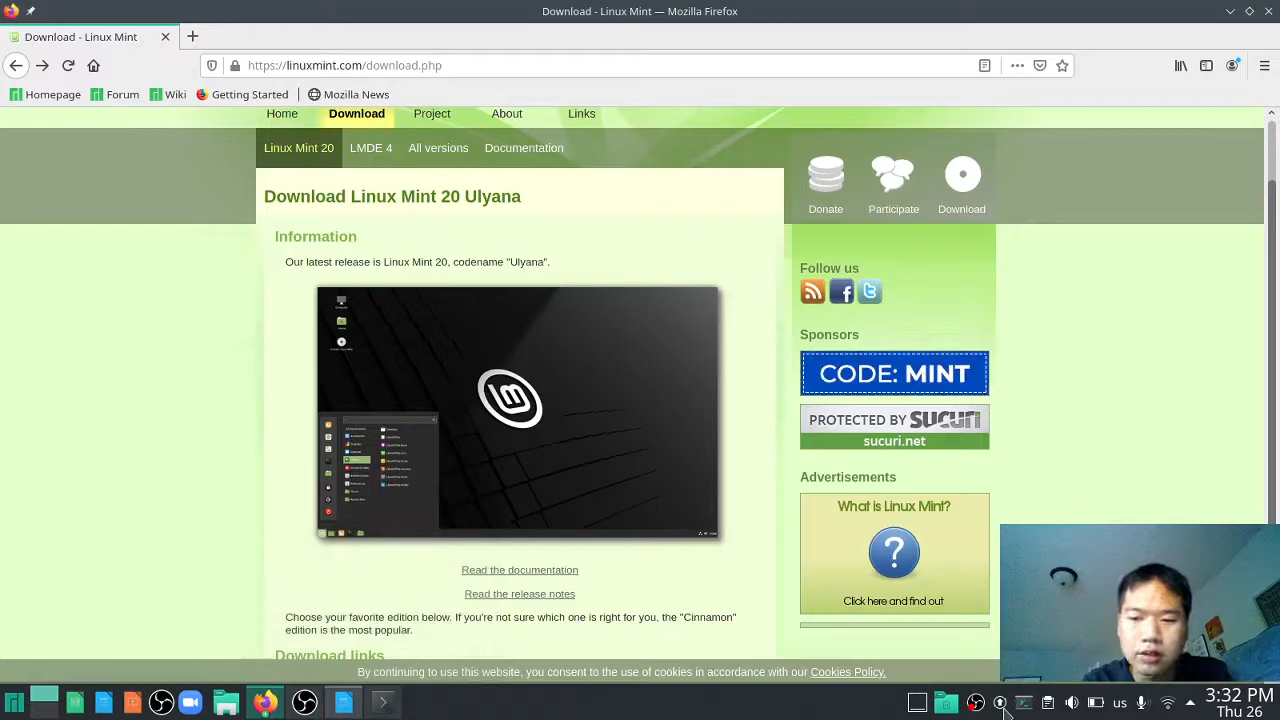 Download - Linux Mint — Mozilla Firefox
Download - Linux Mint
https://linuxmint.com/download.php
Homepage Forum Wiki Getting Started Mozilla News
Home Download Project About Links
Linux Mint 20 LMDE 4 All versions Documentation
Donate Participate Download
Download Linux Mint 20 Ulyana
Information
Our latest release is Linux Mint 20, codename "Ulyana".
Read the documentation
Read the release notes
Choose your favorite edition below. If you're not sure which one is right for you, the "Cinnamon"
edition is the most popular.
Download links
Follow us
Sponsors
CODE: MINT
PROTECTED BY SUCURI
sucuri.net
Advertisements
What is Linux Mint?
?
Click here and find out
By continuing to use this website, you consent to the use of cookies in accordance with our Cookies Policy.
us
3:32 PM
Thu 26